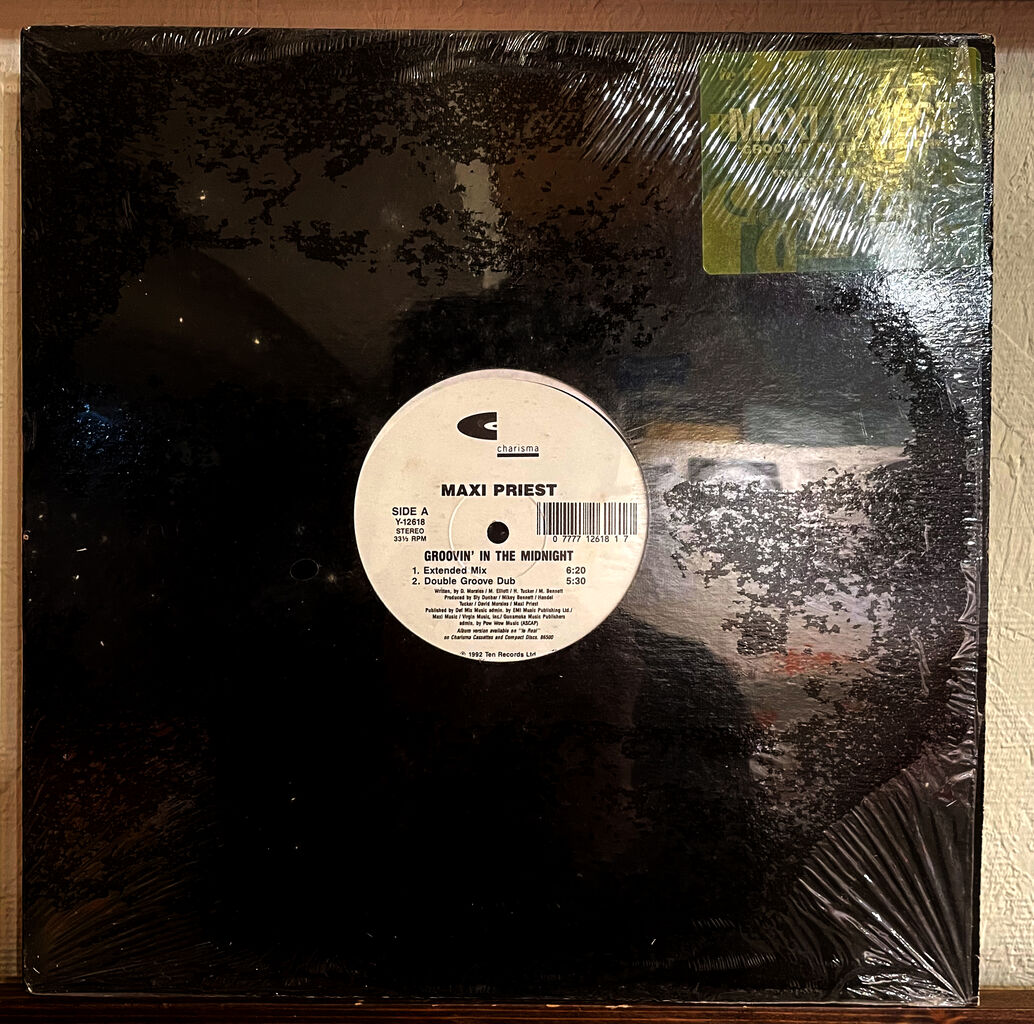 MAXI PRIEST
charisma
MAXI PRIEST
SIDE A
Y-12618
STEREO
33⅓ RPM
0 7777 12618 1 7
GROOVIN' IN THE MIDNIGHT
1. Extended Mix 6:20
2. Double Groove Dub 5:30
Written, by D. Morales / M. Elliott / H. Tucker / M. Bennett
Produced by Sly Dunbar / Mikey Bennett / Handel
Tucker / David Morales / Maxi Priest
Published by Def Mix Music admin. by EMI Music Publishing Ltd./
Maxi Music / Virgin Music, Inc./ Gunsmoke Music Publishers
admin. by Pow Wow Music (ASCAP)
Album version available on "fe Real"
on Charisma Cassettes and Compact Discs. 86500
℗ 1992 Ten Records Ltd